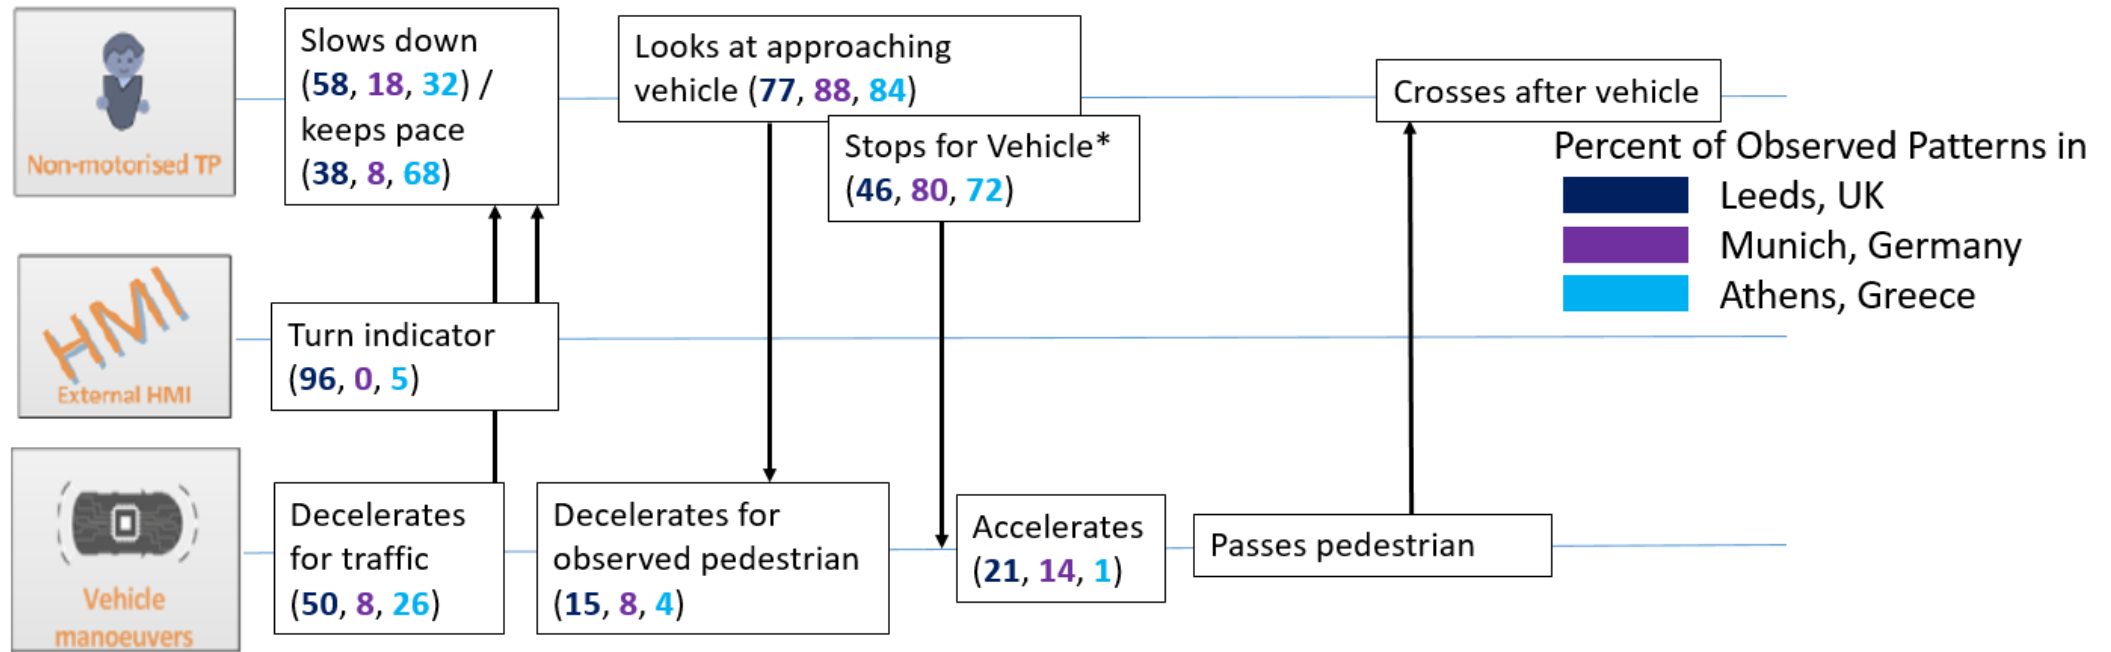 Non-motorised TP
Slows down
(58, 18, 32) /
keeps pace
(38, 8, 68)
Looks at approaching
vehicle (77, 88, 84)
Stops for Vehicle*
(46, 80, 72)
Crosses after vehicle
Percent of Observed Patterns in
Leeds, UK
Munich, Germany
Athens, Greece
HMI
External HMI
Turn indicator
(96, 0, 5)
Vehicle
manoeuvers
Decelerates
for traffic
(50, 8, 26)
Decelerates for
observed pedestrian
(15, 8, 4)
Accelerates
(21, 14, 1)
Passes pedestrian